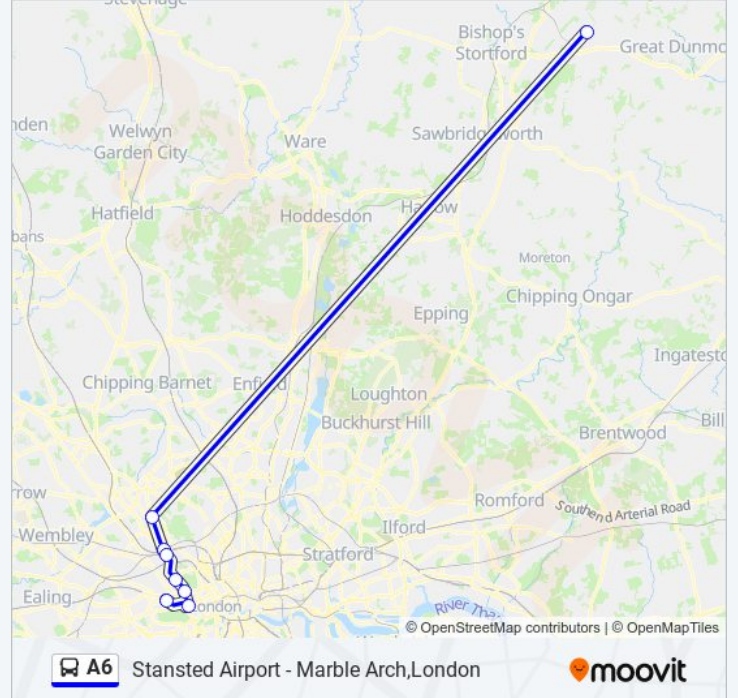 Stevenage
Bishop's
Stortford
Great Dunmo
nden
Welwyn
Garden City
Ware
Sawbridgeworth
Hatfield
Hoddesdon
Harlow
bans
Moreton
Chipping Ongar
Epping
Ingatesto
Chipping Barnet
Enfield
Loughton
Buckhurst Hill
Brentwood
Bill
rrow
Romford
Southend Arterial Road
Wembley
Ilford
Stratford
Ealing
London
River Tha
© OpenStreetMap contributors | © OpenMapTiles
A6 Stansted Airport - Marble Arch,London
moovit